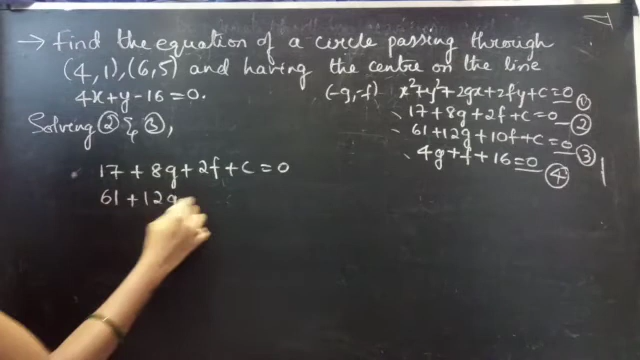 → Find the equation of a circle passing through
(4,1), (6,5) and having the centre on the line
4x+y-16=0.
(-g,-f) x²+y²+2gx+2fy+c=0 ①
17+8g+2f+c=0 ②
61+12g+10f+c=0 ③
4g+f+16=0 ④
Solving ② & ③,
17+8g+2f+c=0
61+12g